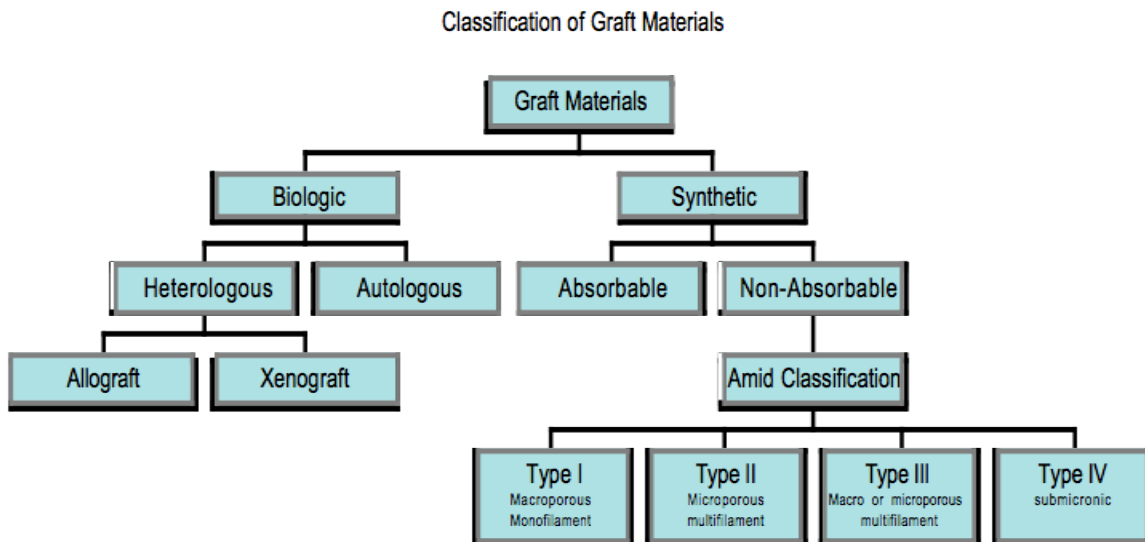 Classification of Graft Materials
Graft Materials
Biologic
Synthetic
Heterologous
Autologous
Absorbable
Non-Absorbable
Allograft
Xenograft
Amid Classification
Type I
Macroporous
Monofilament
Type II
Microporous
multifilament
Type III
Macro or microporous
multifilament
Type IV
submicronic